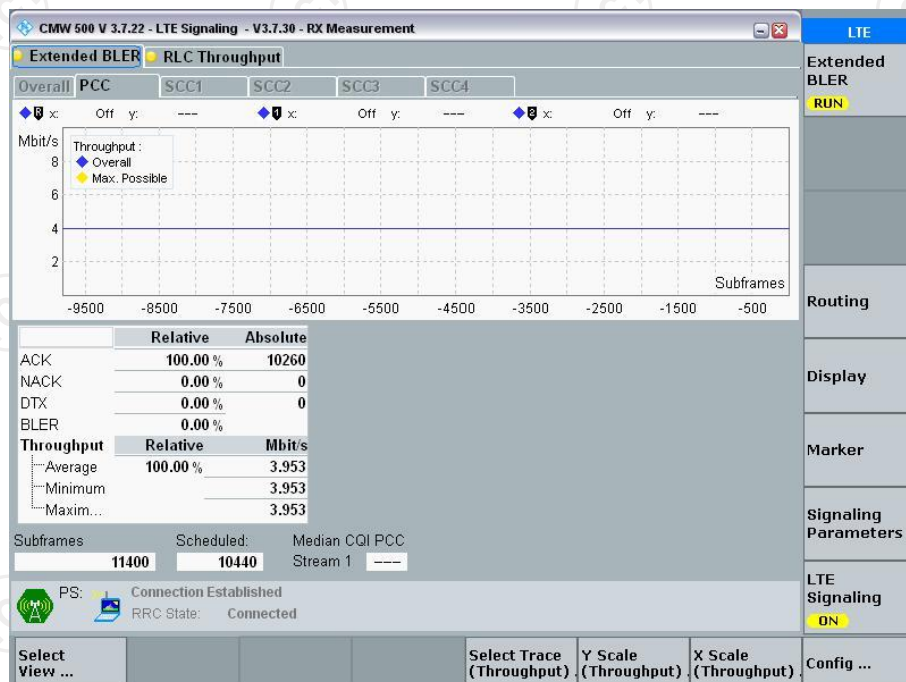 CMW 500 V 3.7.22 - LTE Signaling - V3.7.30 - RX Measurement
LTE
Extended BLER RLC Throughput
Extended
BLER
RUN
Overall PCC SCC1 SCC2 SCC3 SCC4
R x: Off y: --- 1 x: Off y: --- 2 x: Off y: ---
Mbit/s
Throughput :
Overall
Max. Possible
8
6
4
2
Subframes
-9500 -8500 -7500 -6500 -5500 -4500 -3500 -2500 -1500 -500
Routing
Relative Absolute
ACK 100.00 % 10260
NACK 0.00 % 0
DTX 0.00 % 0
BLER 0.00 %
Throughput Relative Mbit/s
Average 100.00 % 3.953
Minimum 3.953
Maxim... 3.953
Display
Marker
Signaling
Parameters
Subframes Scheduled: Median CQI PCC
11400 10440 Stream 1 ---
PS: Connection Established
RRC State: Connected
LTE
Signaling
ON
Select
View ...
Select Trace
(Throughput) .
Y Scale
(Throughput) .
X Scale
(Throughput) .
Config ...